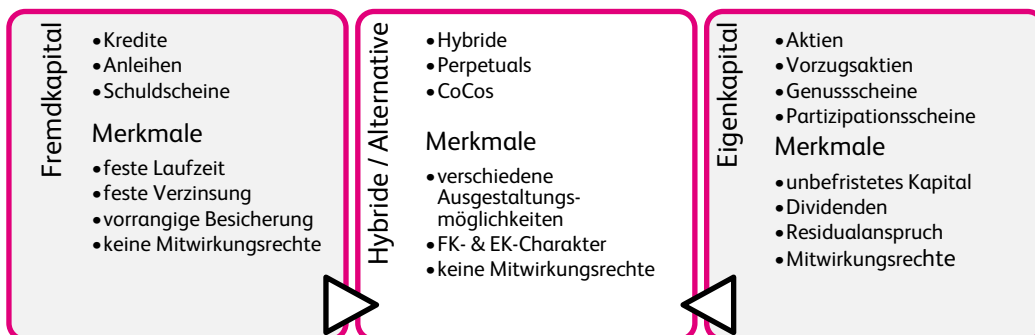 Fremdkapital
•Kredite
•Anleihen
•Schuldscheine
Merkmale
•feste Laufzeit
•feste Verzinsung
•vorrangige Besicherung
•keine Mitwirkungsrechte
Hybride / Alternative
•Hybride
•Perpetuals
•CoCos
Merkmale
•verschiedene
Ausgestaltungs-
möglichkeiten
•FK- & EK-Charakter
•keine Mitwirkungsrechte
Eigenkapital
•Aktien
•Vorzugsaktien
•Genussscheine
•Partizipationsscheine
Merkmale
•unbefristetes Kapital
•Dividenden
•Residualanspruch
•Mitwirkungsrechte